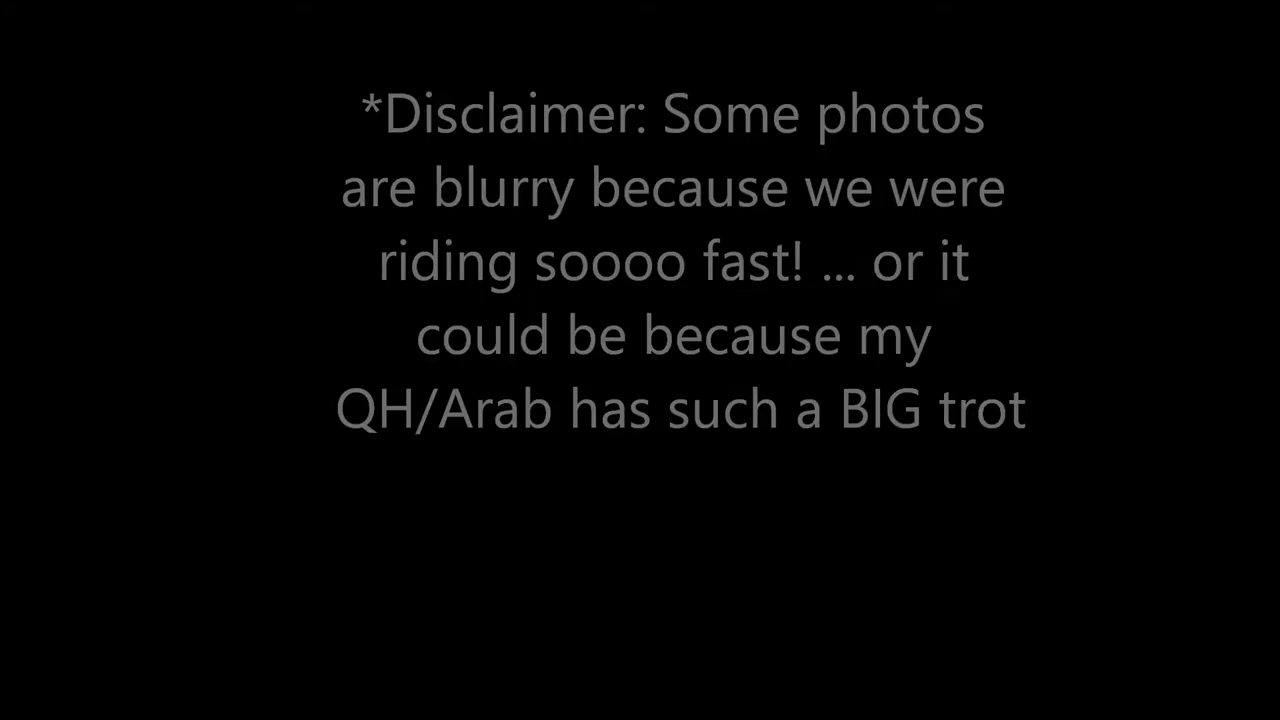 *Disclaimer: Some photos
are blurry because we were
riding soooo fast! ... or it
could be because my
QH/Arab has such a BIG trot